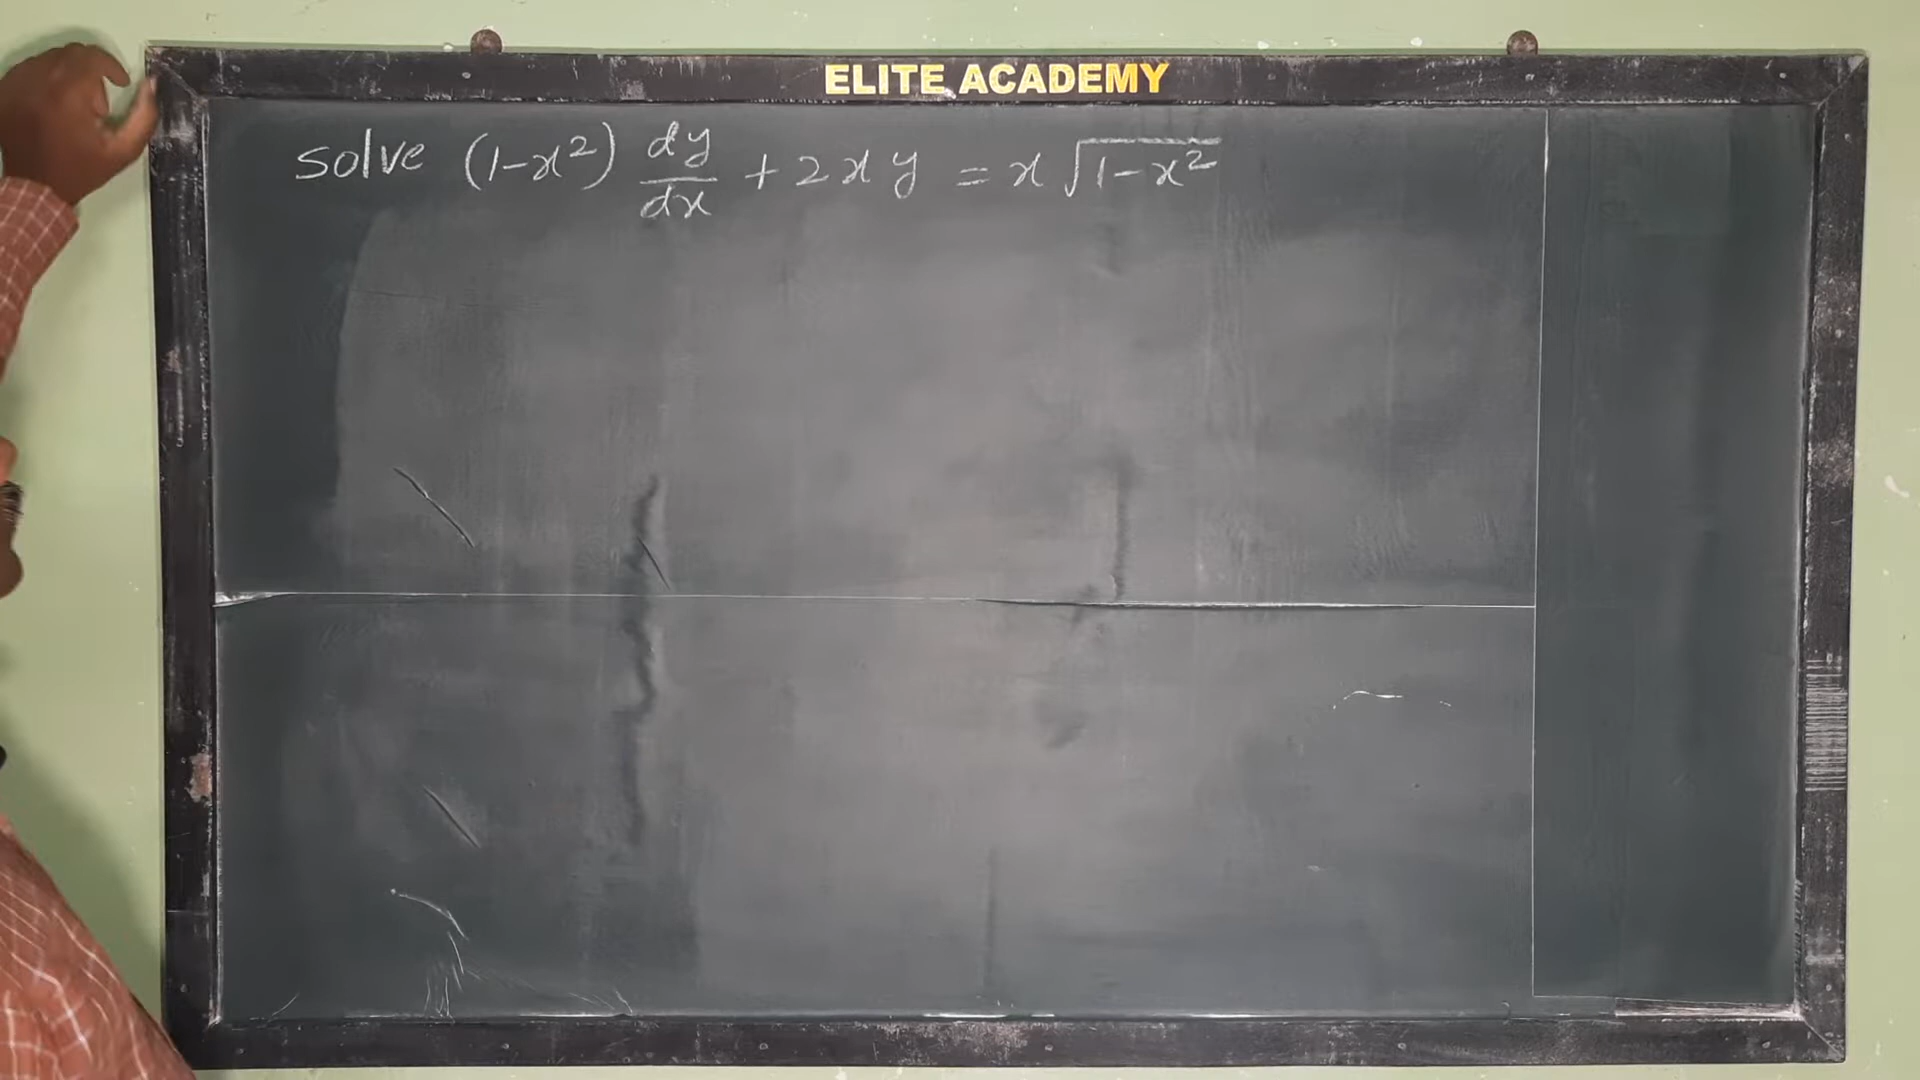 ELITE ACADEMY
solve (1-x²) dy/dx + 2xy = x √(1-x²)